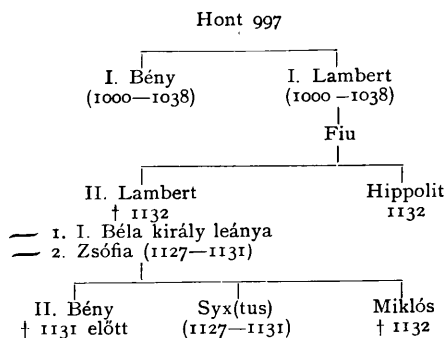 Hont 997
I. Bény I. Lambert
(1000—1038) (1000—1038)
Fiu
II. Lambert Hippolit
† 1132 1132
1. I. Béla király leánya
2. Zsófia (1127—1131)
II. Bény Syx(tus) Miklós
† 1131 előtt (1127—1131) † 1132